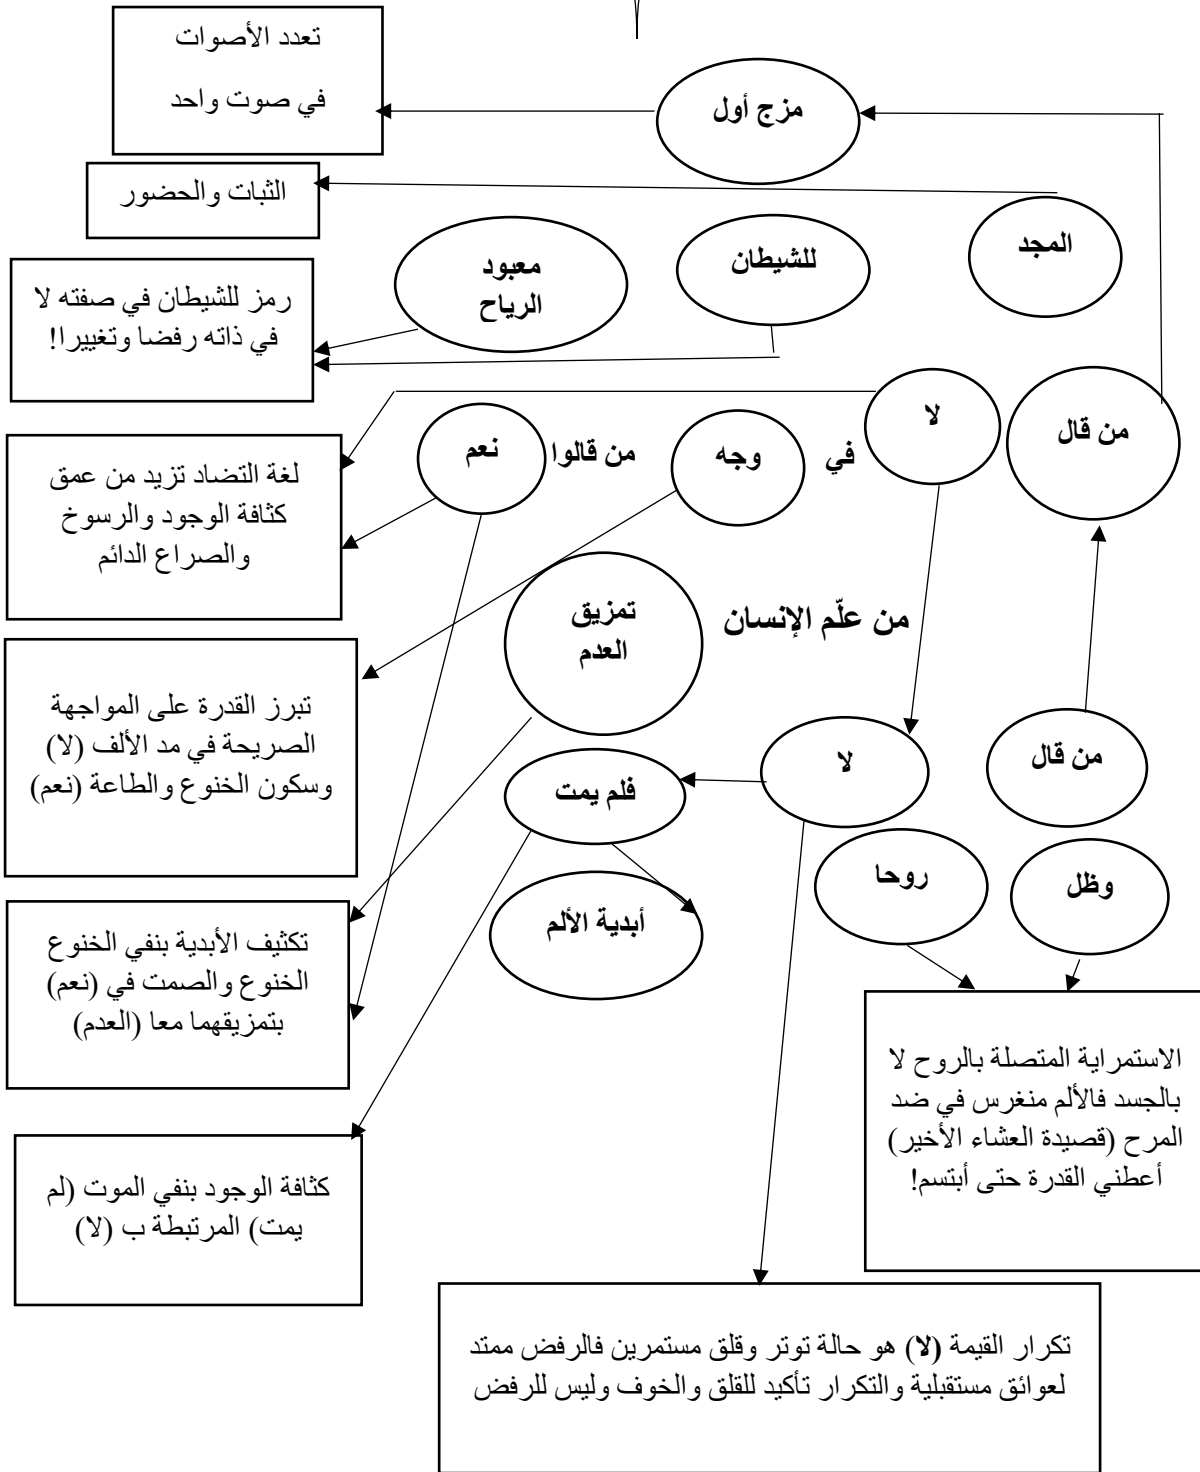 تعدد الأصوات
في صوت واحد
مزج أول
الثبات والحضور
المجد
للشيطان
معبود
الرياح
رمز للشيطان في صفته لا
في ذاته رفضا وتغييرا!
من قال
لا
في
وجه
من قالوا
نعم
لغة التضاد تزيد من عمق
كثافة الوجود والرسوخ
والصراع الدائم
من علّم الإنسان
تمزيق
العدم
تبرز القدرة على المواجهة
الصريحة في مد الألف (لا)
وسكون الخنوع والطاعة (نعم)
من قال
لا
فلم يمت
وظل
روحا
أبدية الألم
تكثيف الأبدية بنفي الخنوع
الخنوع والصمت في (نعم)
بتمزيقهما معا (العدم)
الاستمراية المتصلة بالروح لا
بالجسد فالألم منغرس في ضد
المرح (قصيدة العشاء الأخير)
أعطني القدرة حتى أبتسم!
كثافة الوجود بنفي الموت (لم
يمت) المرتبطة ب (لا)
تكرار القيمة (لا) هو حالة توتر وقلق مستمرين فالرفض ممتد
لعوائق مستقبلية والتكرار تأكيد للقلق والخوف وليس للرفض